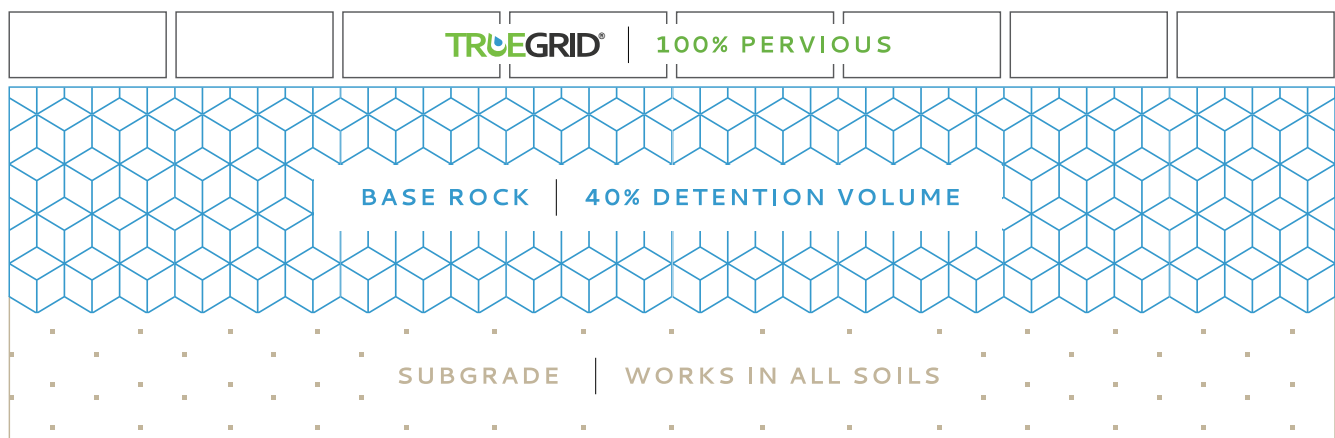 TRUEGRID® | 100% PERVIOUS
BASE ROCK | 40% DETENTION VOLUME
SUBGRADE | WORKS IN ALL SOILS